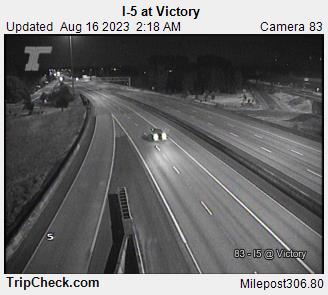 I-5 at Victory
Updated Aug 16 2023 2:18 AM Camera 83
T
S
83 - I5 @ Victory
TripCheck.com Milepost306.80